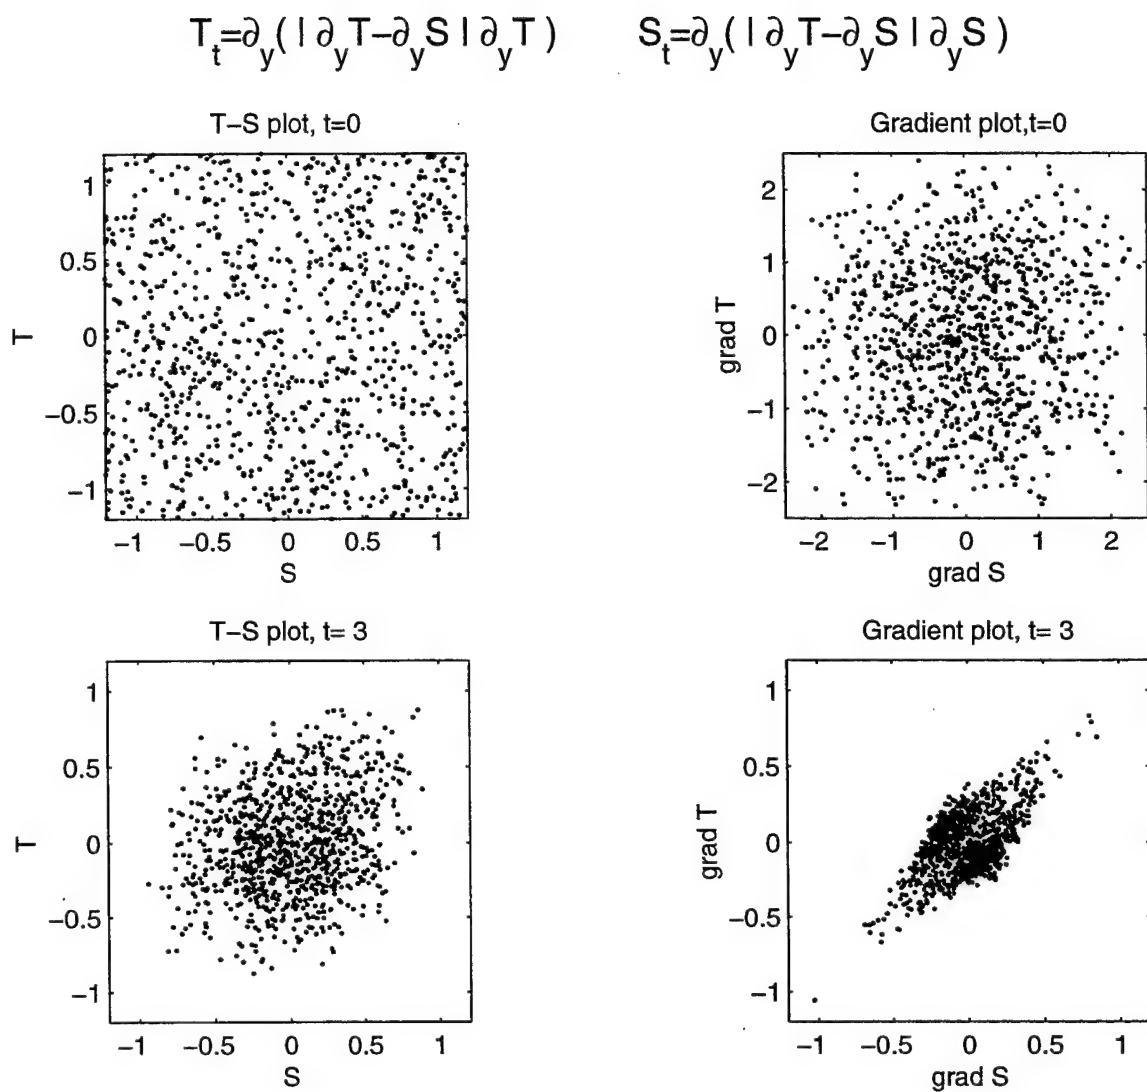 T_t=∂_y(|∂_yT−∂_yS|∂_yT)   S_t=∂_y(|∂_yT−∂_yS|∂_yS)
T−S plot, t=0
1
0.5
0
−0.5
−1
T
−1 −0.5 0 0.5 1
S
Gradient plot,t=0
2
1
0
−1
−2
grad T
−2 −1 0 1 2
grad S
T−S plot, t= 3
1
0.5
0
−0.5
−1
T
−1 −0.5 0 0.5 1
S
Gradient plot, t= 3
1
0.5
0
−0.5
−1
grad T
−1 −0.5 0 0.5 1
grad S